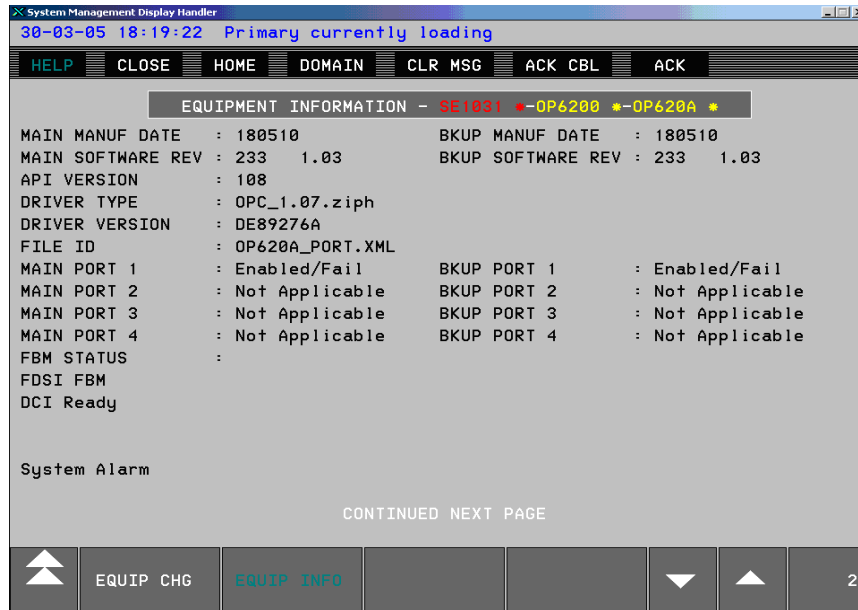 System Management Display Handler
30-03-05 18:19:22 Primary currently loading
HELP CLOSE HOME DOMAIN CLR MSG ACK CBL ACK
EQUIPMENT INFORMATION - SE1031 *-OP6200 *-OP620A *
MAIN MANUF DATE : 180510 BKUP MANUF DATE : 180510
MAIN SOFTWARE REV : 233 1.03 BKUP SOFTWARE REV : 233 1.03
API VERSION : 108
DRIVER TYPE : OPC_1.07.ziph
DRIVER VERSION : DE89276A
FILE ID : OP620A_PORT.XML
MAIN PORT 1 : Enabled/Fail BKUP PORT 1 : Enabled/Fail
MAIN PORT 2 : Not Applicable BKUP PORT 2 : Not Applicable
MAIN PORT 3 : Not Applicable BKUP PORT 3 : Not Applicable
MAIN PORT 4 : Not Applicable BKUP PORT 4 : Not Applicable
FBM STATUS :
FDSI FBM
DCI Ready
System Alarm
CONTINUED NEXT PAGE
EQUIP CHG EQUIP INFO 2